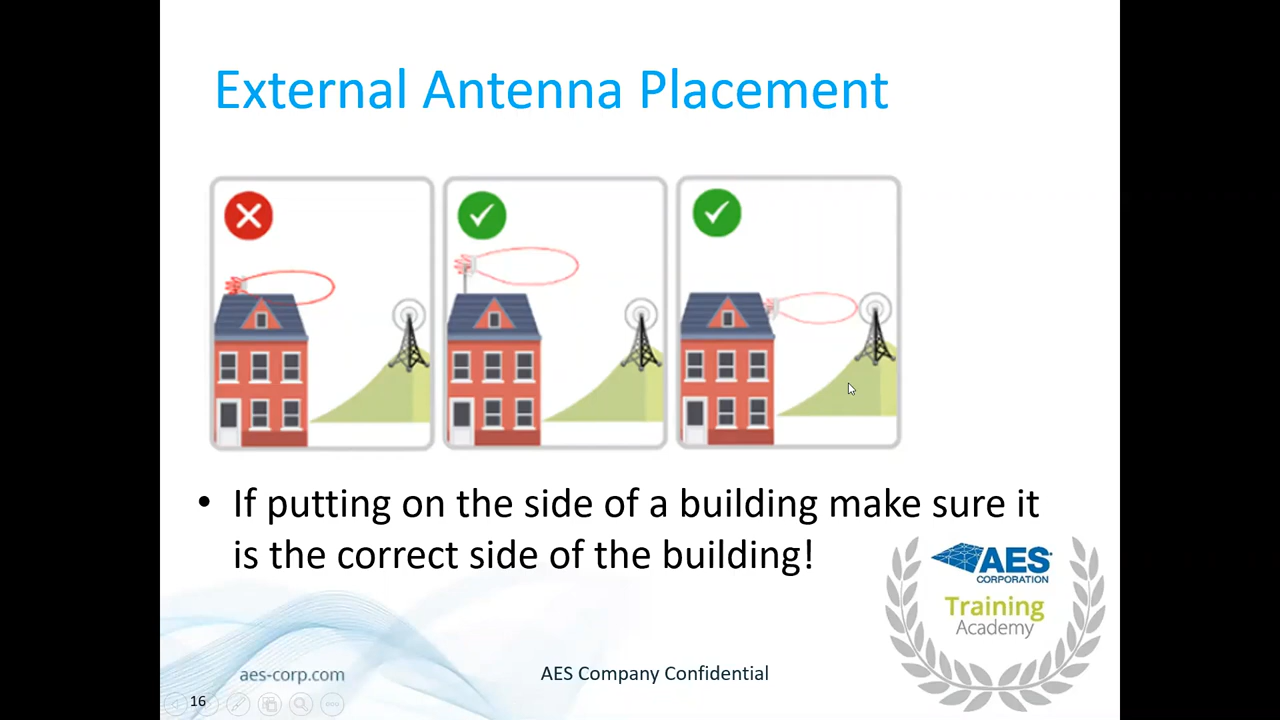 External Antenna Placement
• If putting on the side of a building make sure it
is the correct side of the building!
AES
CORPORATION
Training
Academy
aes-corp.com
AES Company Confidential
16